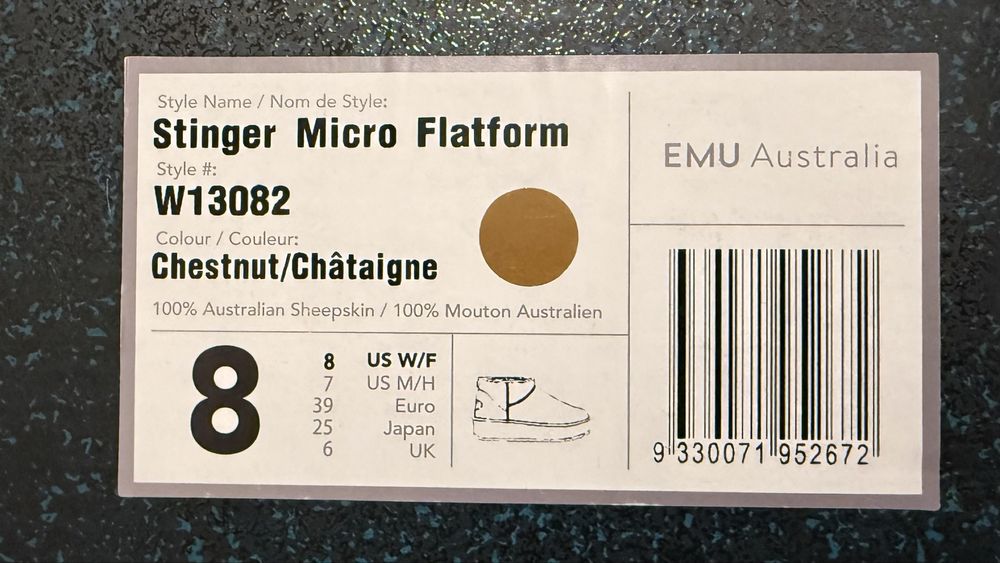 Style Name / Nom de Style:
Stinger Micro Flatform
Style #:
W13082
Colour / Couleur:
Chestnut/Châtaigne
100% Australian Sheepskin / 100% Mouton Australien
8
8 US W/F
7 US M/H
39 Euro
25 Japan
6 UK
EMU Australia
9 330071 952672